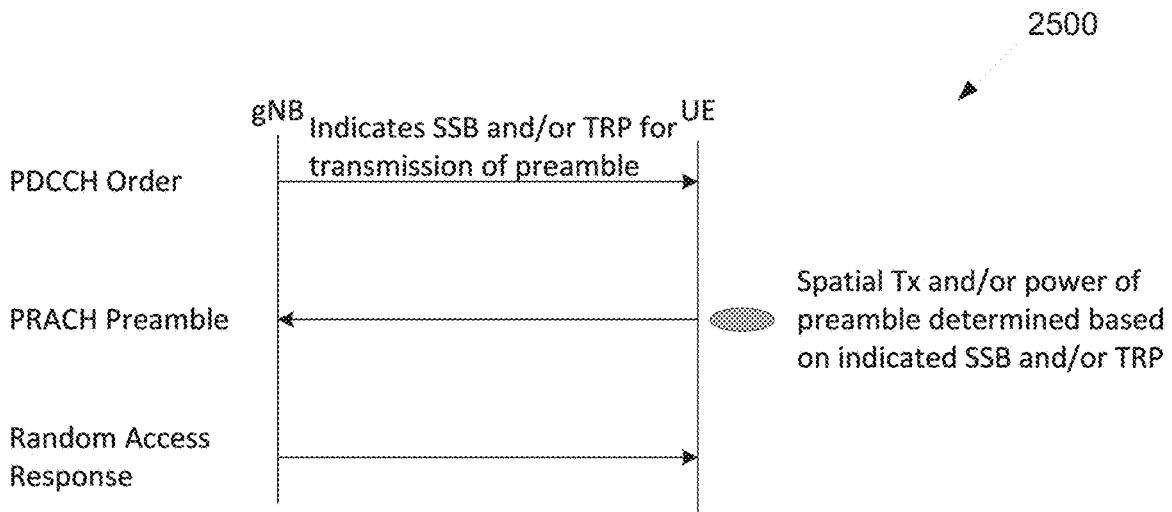 2500
gNB
UE
Indicates SSB and/or TRP for
transmission of preamble
PDCCH Order
PRACH Preamble
Spatial Tx and/or power of
preamble determined based
on indicated SSB and/or TRP
Random Access
Response